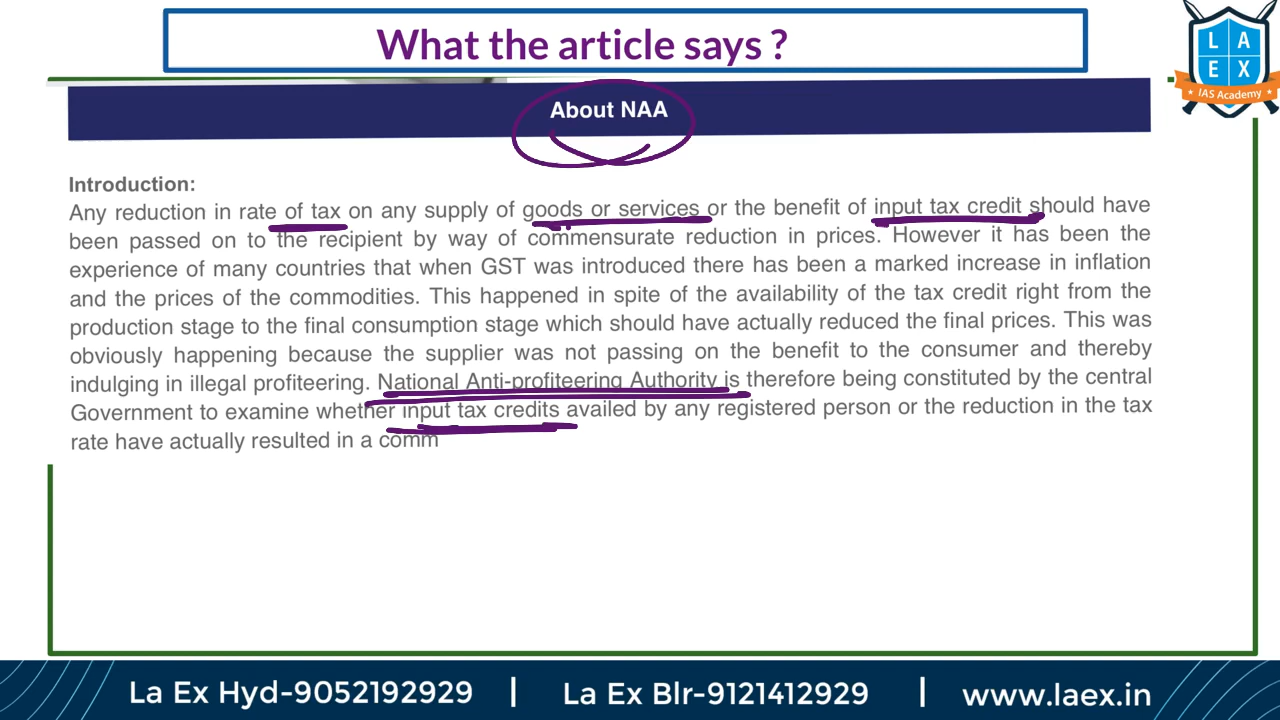 What the article says ?
L A
E X
IAS Academy
About NAA
Introduction:
Any reduction in rate of tax on any supply of goods or services or the benefit of input tax credit should have
been passed on to the recipient by way of commensurate reduction in prices. However it has been the
experience of many countries that when GST was introduced there has been a marked increase in inflation
and the prices of the commodities. This happened in spite of the availability of the tax credit right from the
production stage to the final consumption stage which should have actually reduced the final prices. This was
obviously happening because the supplier was not passing on the benefit to the consumer and thereby
indulging in illegal profiteering. National Anti-profiteering Authority is therefore being constituted by the central
Government to examine whether input tax credits availed by any registered person or the reduction in the tax
rate have actually resulted in a comm
La Ex Hyd-9052192929 | La Ex Blr-9121412929 | www.laex.in